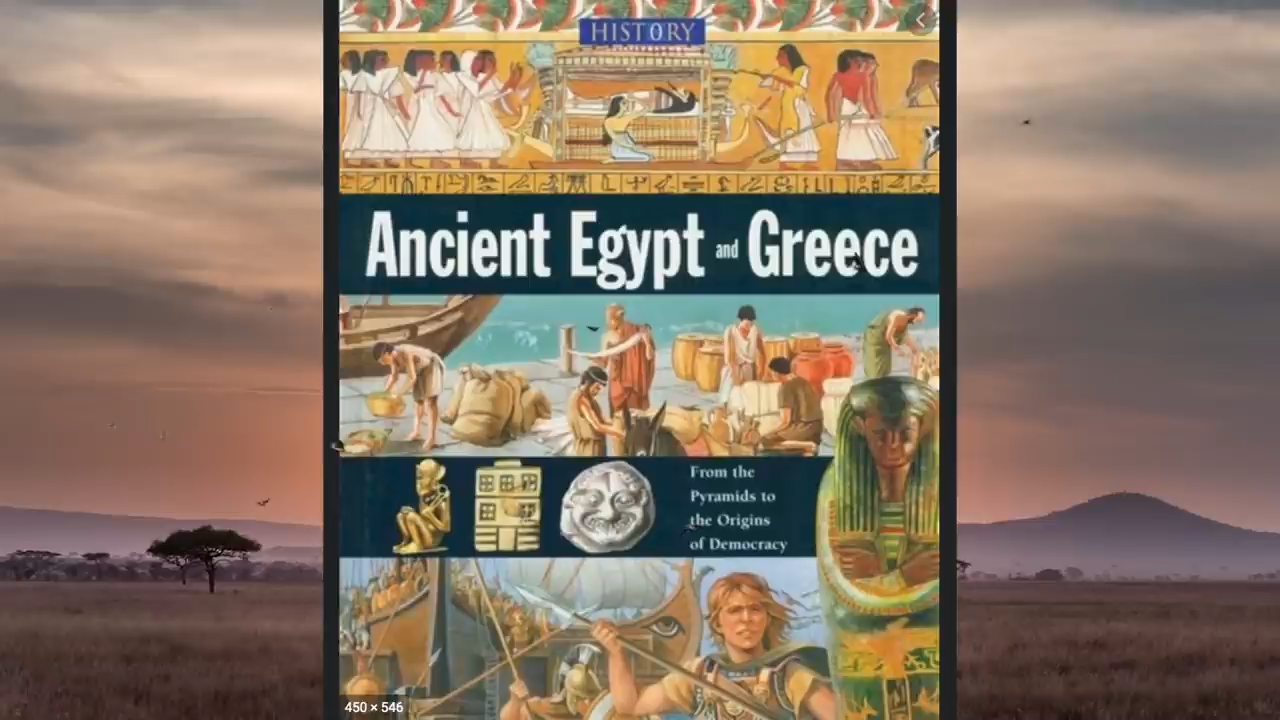 HISTORY
Ancient Egypt and Greece
From the
Pyramids to
the Origins
of Democracy
450 × 546